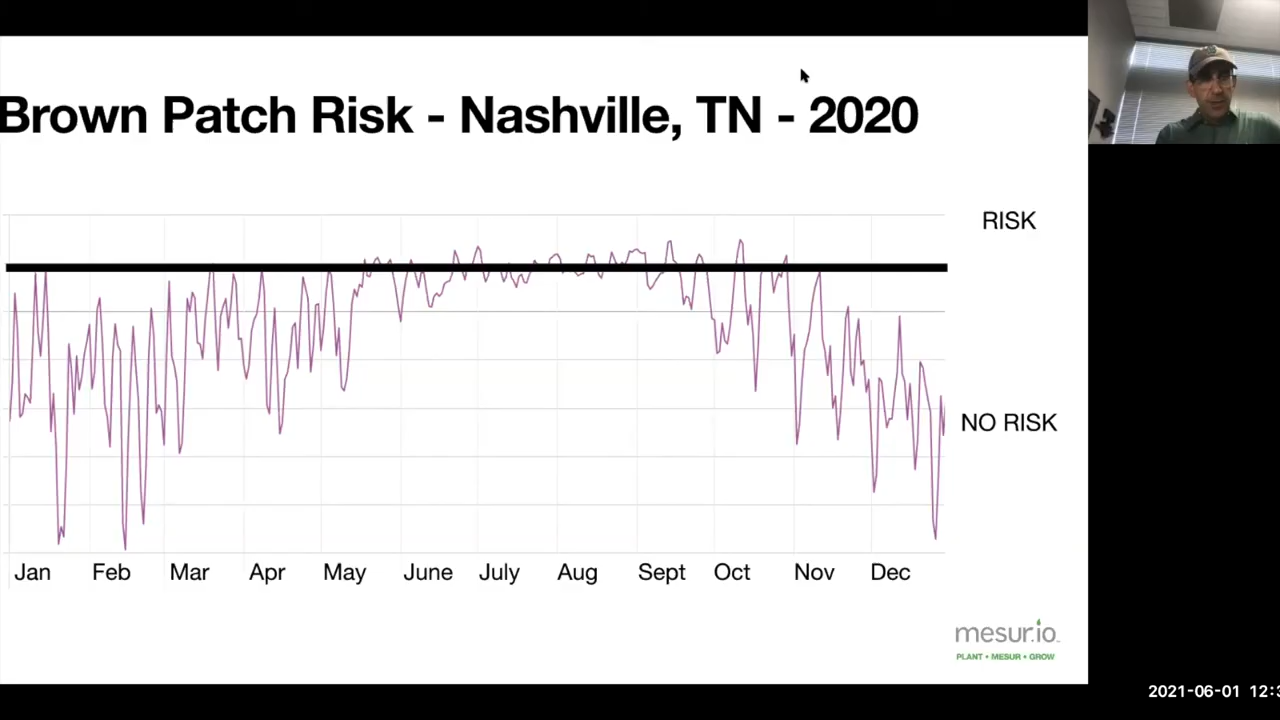 Brown Patch Risk - Nashville, TN - 2020
RISK
NO RISK
Jan Feb Mar Apr May June July Aug Sept Oct Nov Dec
mesur.io
PLANT • MESUR • GROW
2021-06-01 12:3